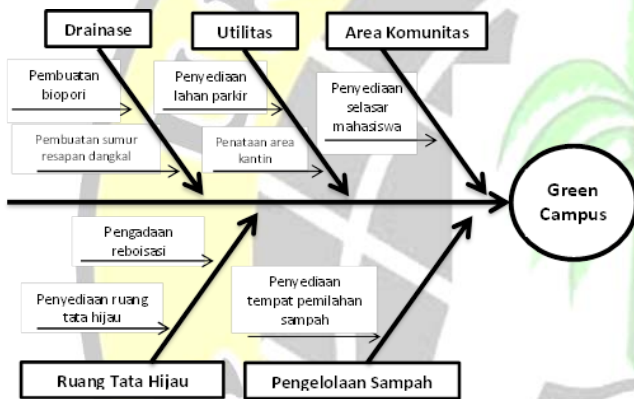 Drainase
Utilitas
Area Komunitas
Pembuatan
biopori
Penyediaan
lahan parkir
Penyediaan
selasar
mahasiswa
Pembuatan sumur
resapan dangkal
Penataan area
kantin
Green
Campus
Pengadaan
reboisasi
Penyediaan ruang
tata hijau
Penyediaan
tempat pemilahan
sampah
Ruang Tata Hijau
Pengelolaan Sampah